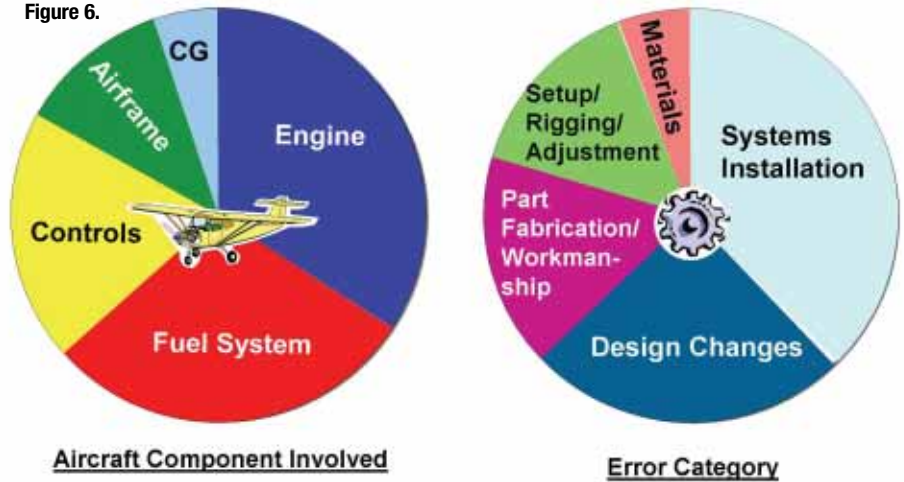 Figure 6.
CG
Airframe
Engine
Controls
Fuel System
Aircraft Component Involved
Materials
Setup/
Rigging/
Adjustment
Systems
Installation
Part
Fabrication/
Workman-
ship
Design Changes
Error Category